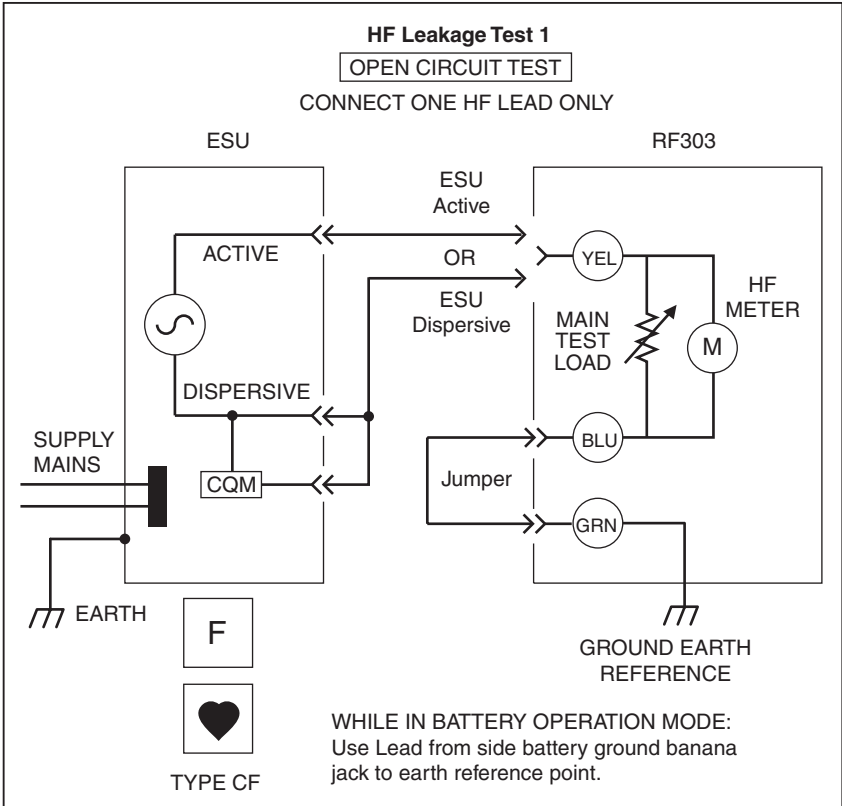 HF Leakage Test 1
OPEN CIRCUIT TEST
CONNECT ONE HF LEAD ONLY
ESU
RF303
ESU
Active
ACTIVE
OR
YEL
ESU
Dispersive
HF
METER
MAIN
TEST
LOAD
M
DISPERSIVE
SUPPLY
MAINS
CQM
BLU
Jumper
GRN
EARTH
F
GROUND EARTH
REFERENCE
WHILE IN BATTERY OPERATION MODE:
Use Lead from side battery ground banana
jack to earth reference point.
TYPE CF